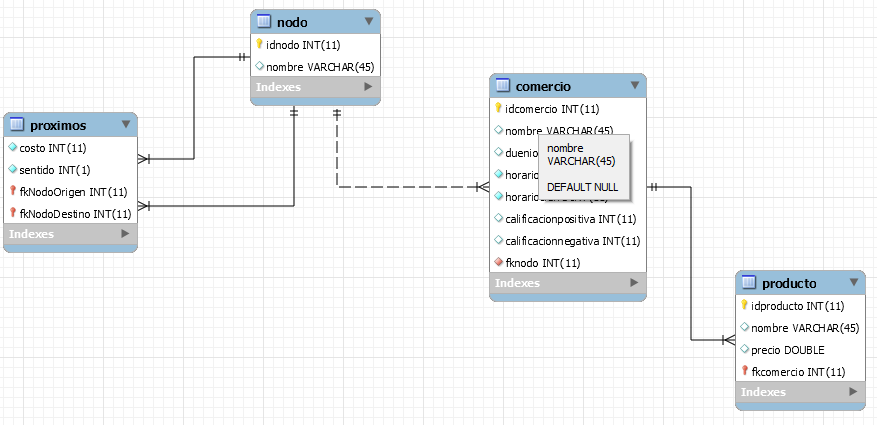 nodo
idnodo INT(11)
nombre VARCHAR(45)
Indexes
proximos
costo INT(11)
sentido INT(1)
fkNodoOrigen INT(11)
fkNodoDestino INT(11)
Indexes
comercio
idcomercio INT(11)
nombre VARCHAR(45)
duenio
horario
horario
calificacionpositiva INT(11)
calificacionnegativa INT(11)
fknodo INT(11)
Indexes
nombre
VARCHAR(45)
DEFAULT NULL
producto
idproducto INT(11)
nombre VARCHAR(45)
precio DOUBLE
fkcomercio INT(11)
Indexes